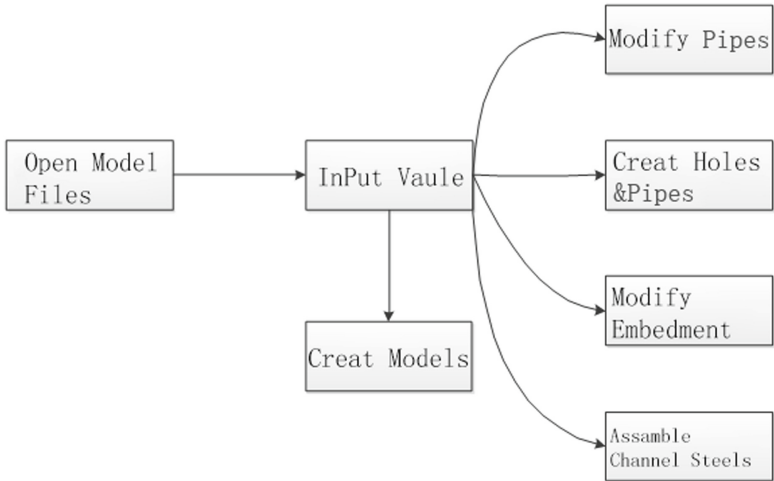 Modify Pipes
Open Model
Files
InPut Vaule
Creat Holes
&Pipes
Modify
Embedment
Creat Models
Assamble
Channel Steels